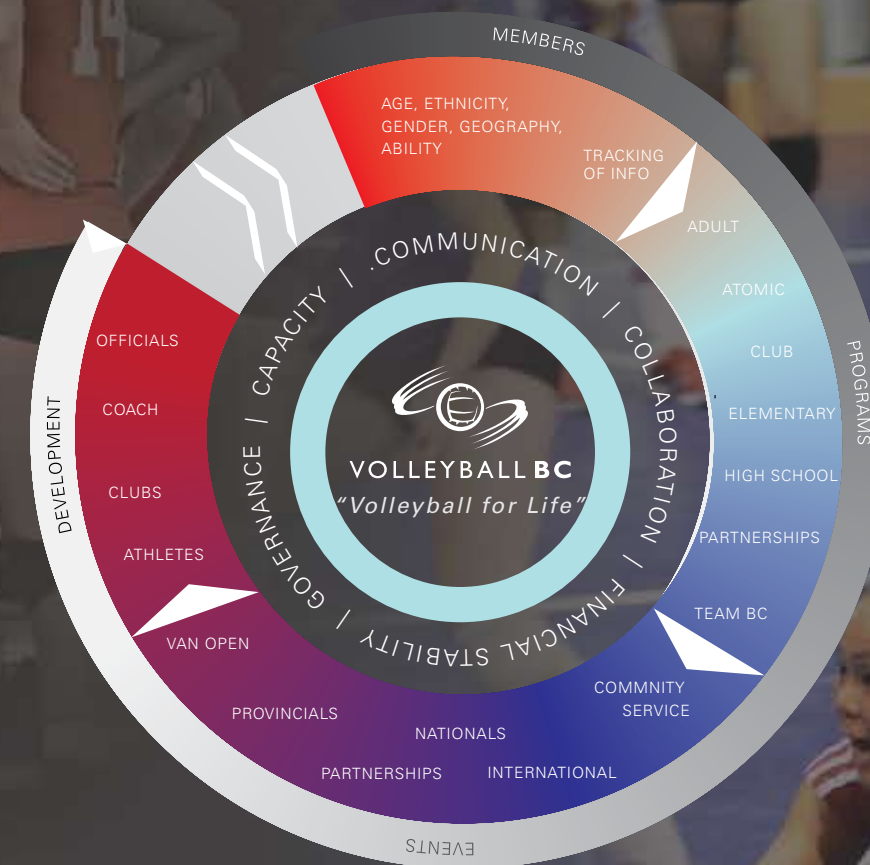 MEMBERS
AGE, ETHNICITY,
GENDER, GEOGRAPHY,
ABILITY
TRACKING
OF INFO
PROGRAMS
ADULT
ATOMIC
CLUB
ELEMENTARY
HIGH SCHOOL
PARTNERSHIPS
TEAM BC
EVENTS
COMMNITY
SERVICE
INTERNATIONAL
NATIONALS
PARTNERSHIPS
PROVINCIALS
VAN OPEN
DEVELOPMENT
ATHLETES
CLUBS
COACH
OFFICIALS
.COMMUNICATION | COLLABORATION | FINANCIAL STABILITY | GOVERNANCE | CAPACITY |
VOLLEYBALL BC
“Volleyball for Life”